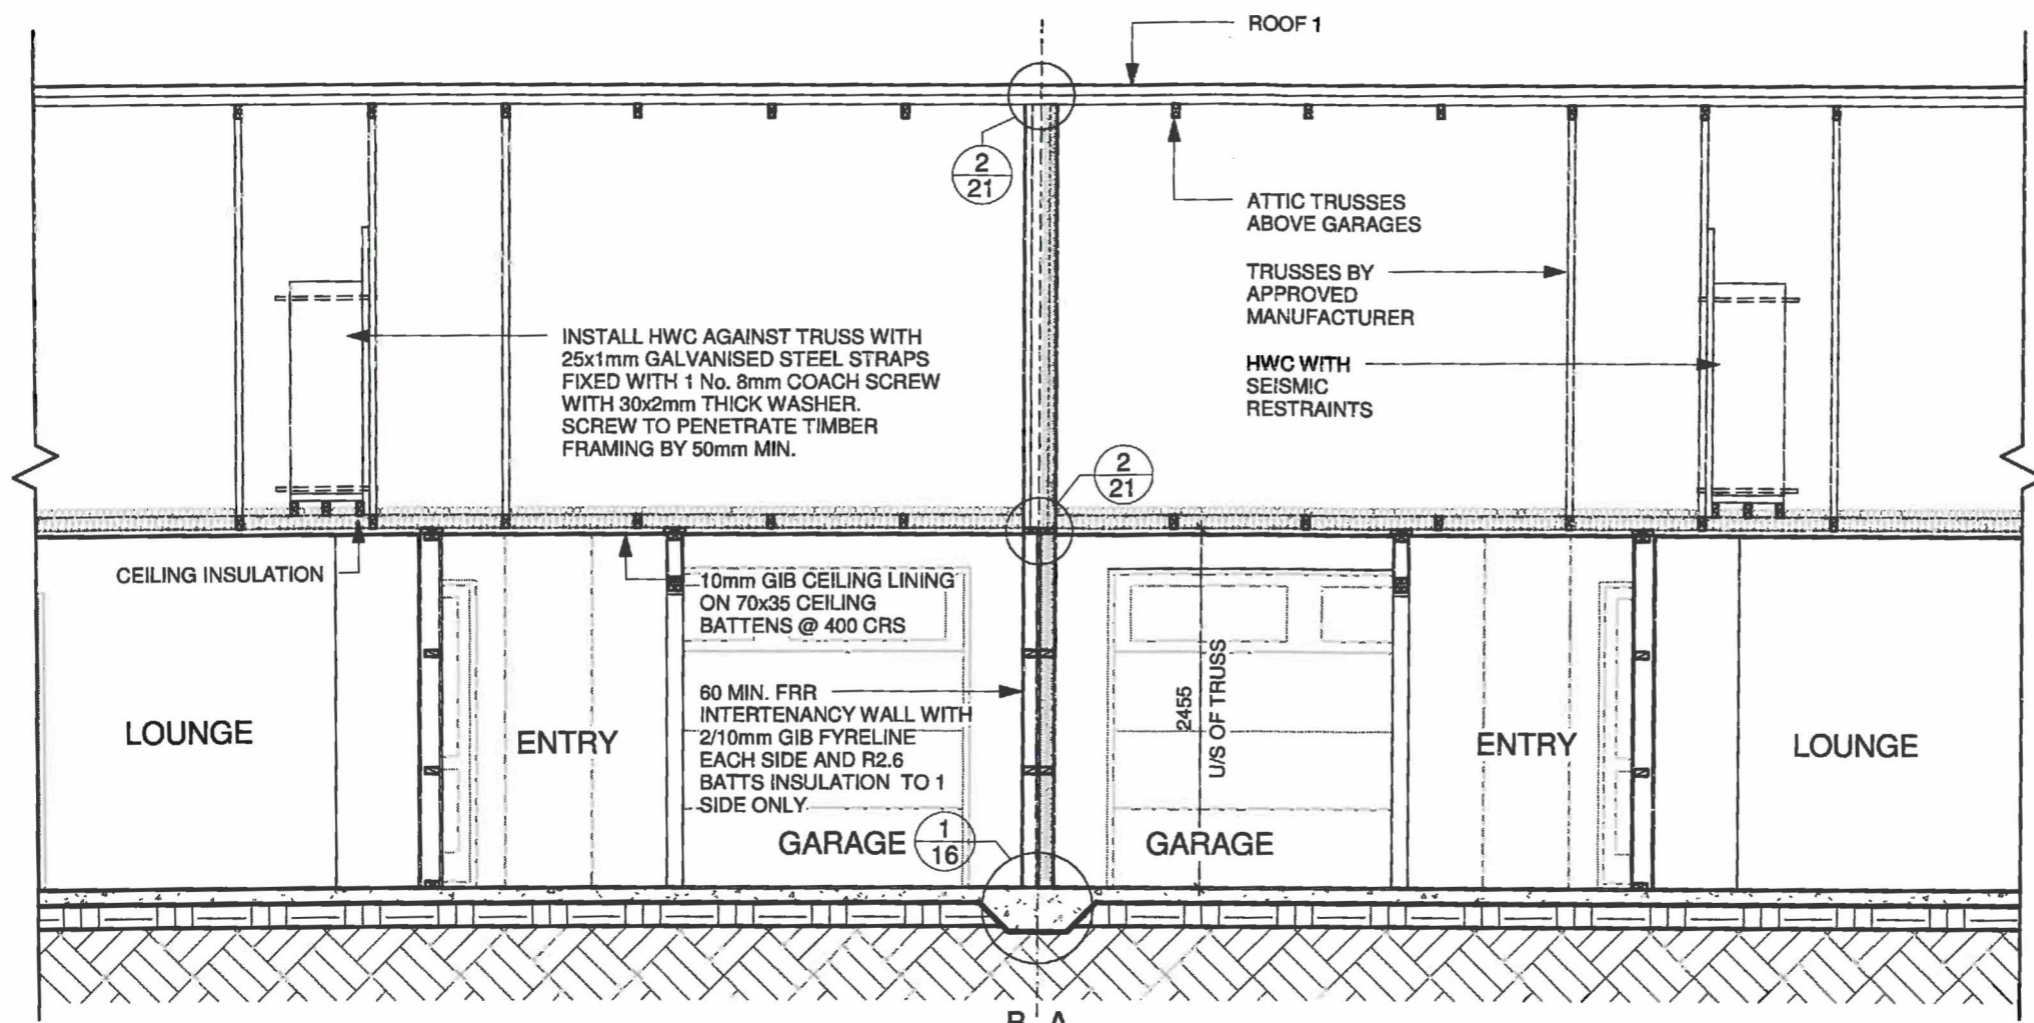 ROOF 1
2
21
ATTIC TRUSSES
ABOVE GARAGES
TRUSSES BY
APPROVED
MANUFACTURER
INSTALL HWC AGAINST TRUSS WITH
25x1mm GALVANISED STEEL STRAPS
FIXED WITH 1 No. 8mm COACH SCREW
WITH 30x2mm THICK WASHER.
SCREW TO PENETRATE TIMBER
FRAMING BY 50mm MIN.
HWC WITH
SEISMIC
RESTRAINTS
2
21
CEILING INSULATION
10mm GIB CEILING LINING
ON 70x35 CEILING
BATTENS @ 400 CRS
60 MIN. FRR
INTERTENANCY WALL WITH
2/10mm GIB FYRELINE
EACH SIDE AND R2.6
BATTS INSULATION TO 1
SIDE ONLY
2455
U/S OF TRUSS
LOUNGE
ENTRY
ENTRY
LOUNGE
GARAGE
1
16
GARAGE
B A